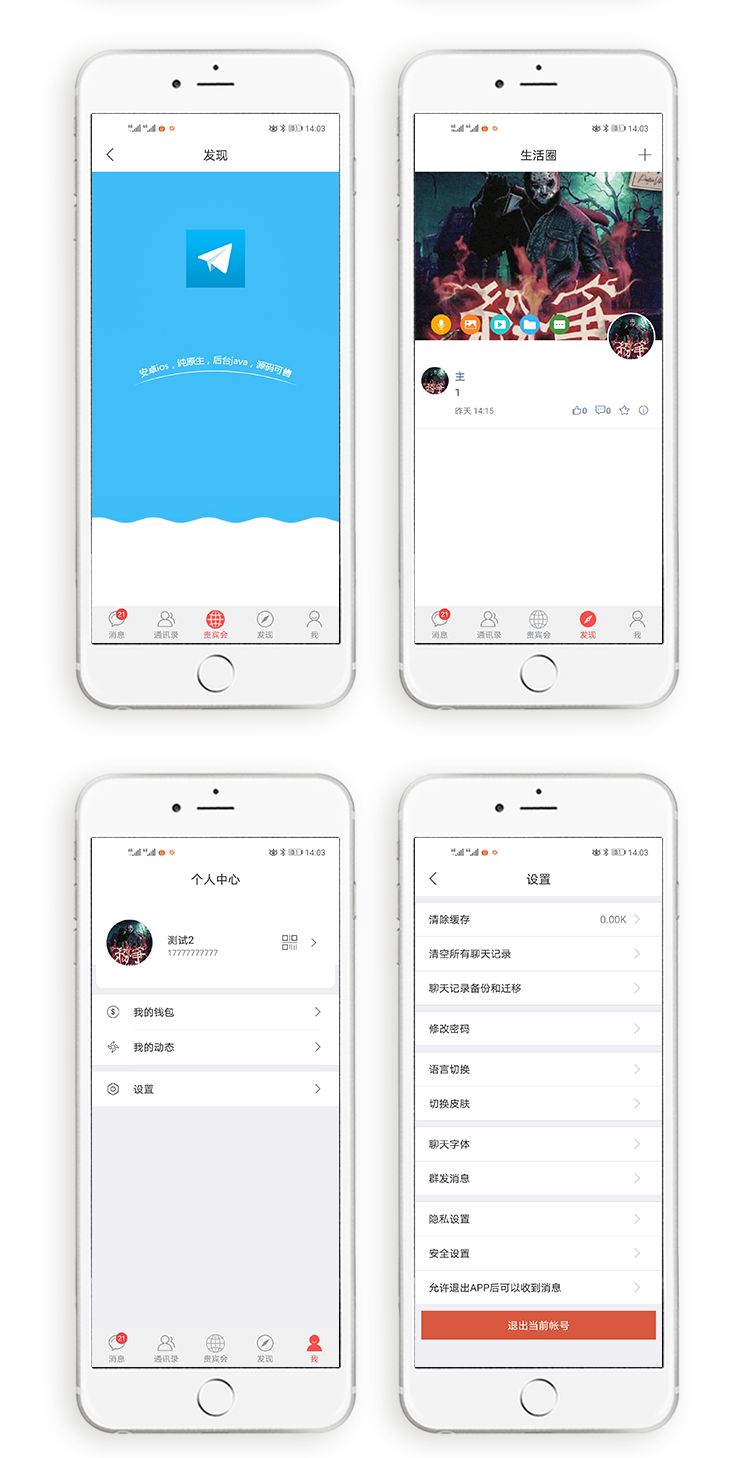 14:03
发现
安卓ios，纯原生，后台java，源码可售
21
消息
通讯录
贵宾会
发现
我
14:03
生活圈
主
1
昨天 14:15
0
0
21
消息
通讯录
贵宾会
发现
我
14:03
个人中心
测试2
17777777777
我的钱包
我的动态
设置
21
消息
通讯录
贵宾会
发现
我
14:03
设置
清除缓存 0.00K
清空所有聊天记录
聊天记录备份和迁移
修改密码
语言切换
切换皮肤
聊天字体
群发消息
隐私设置
安全设置
允许退出APP后可以收到消息
退出当前帐号